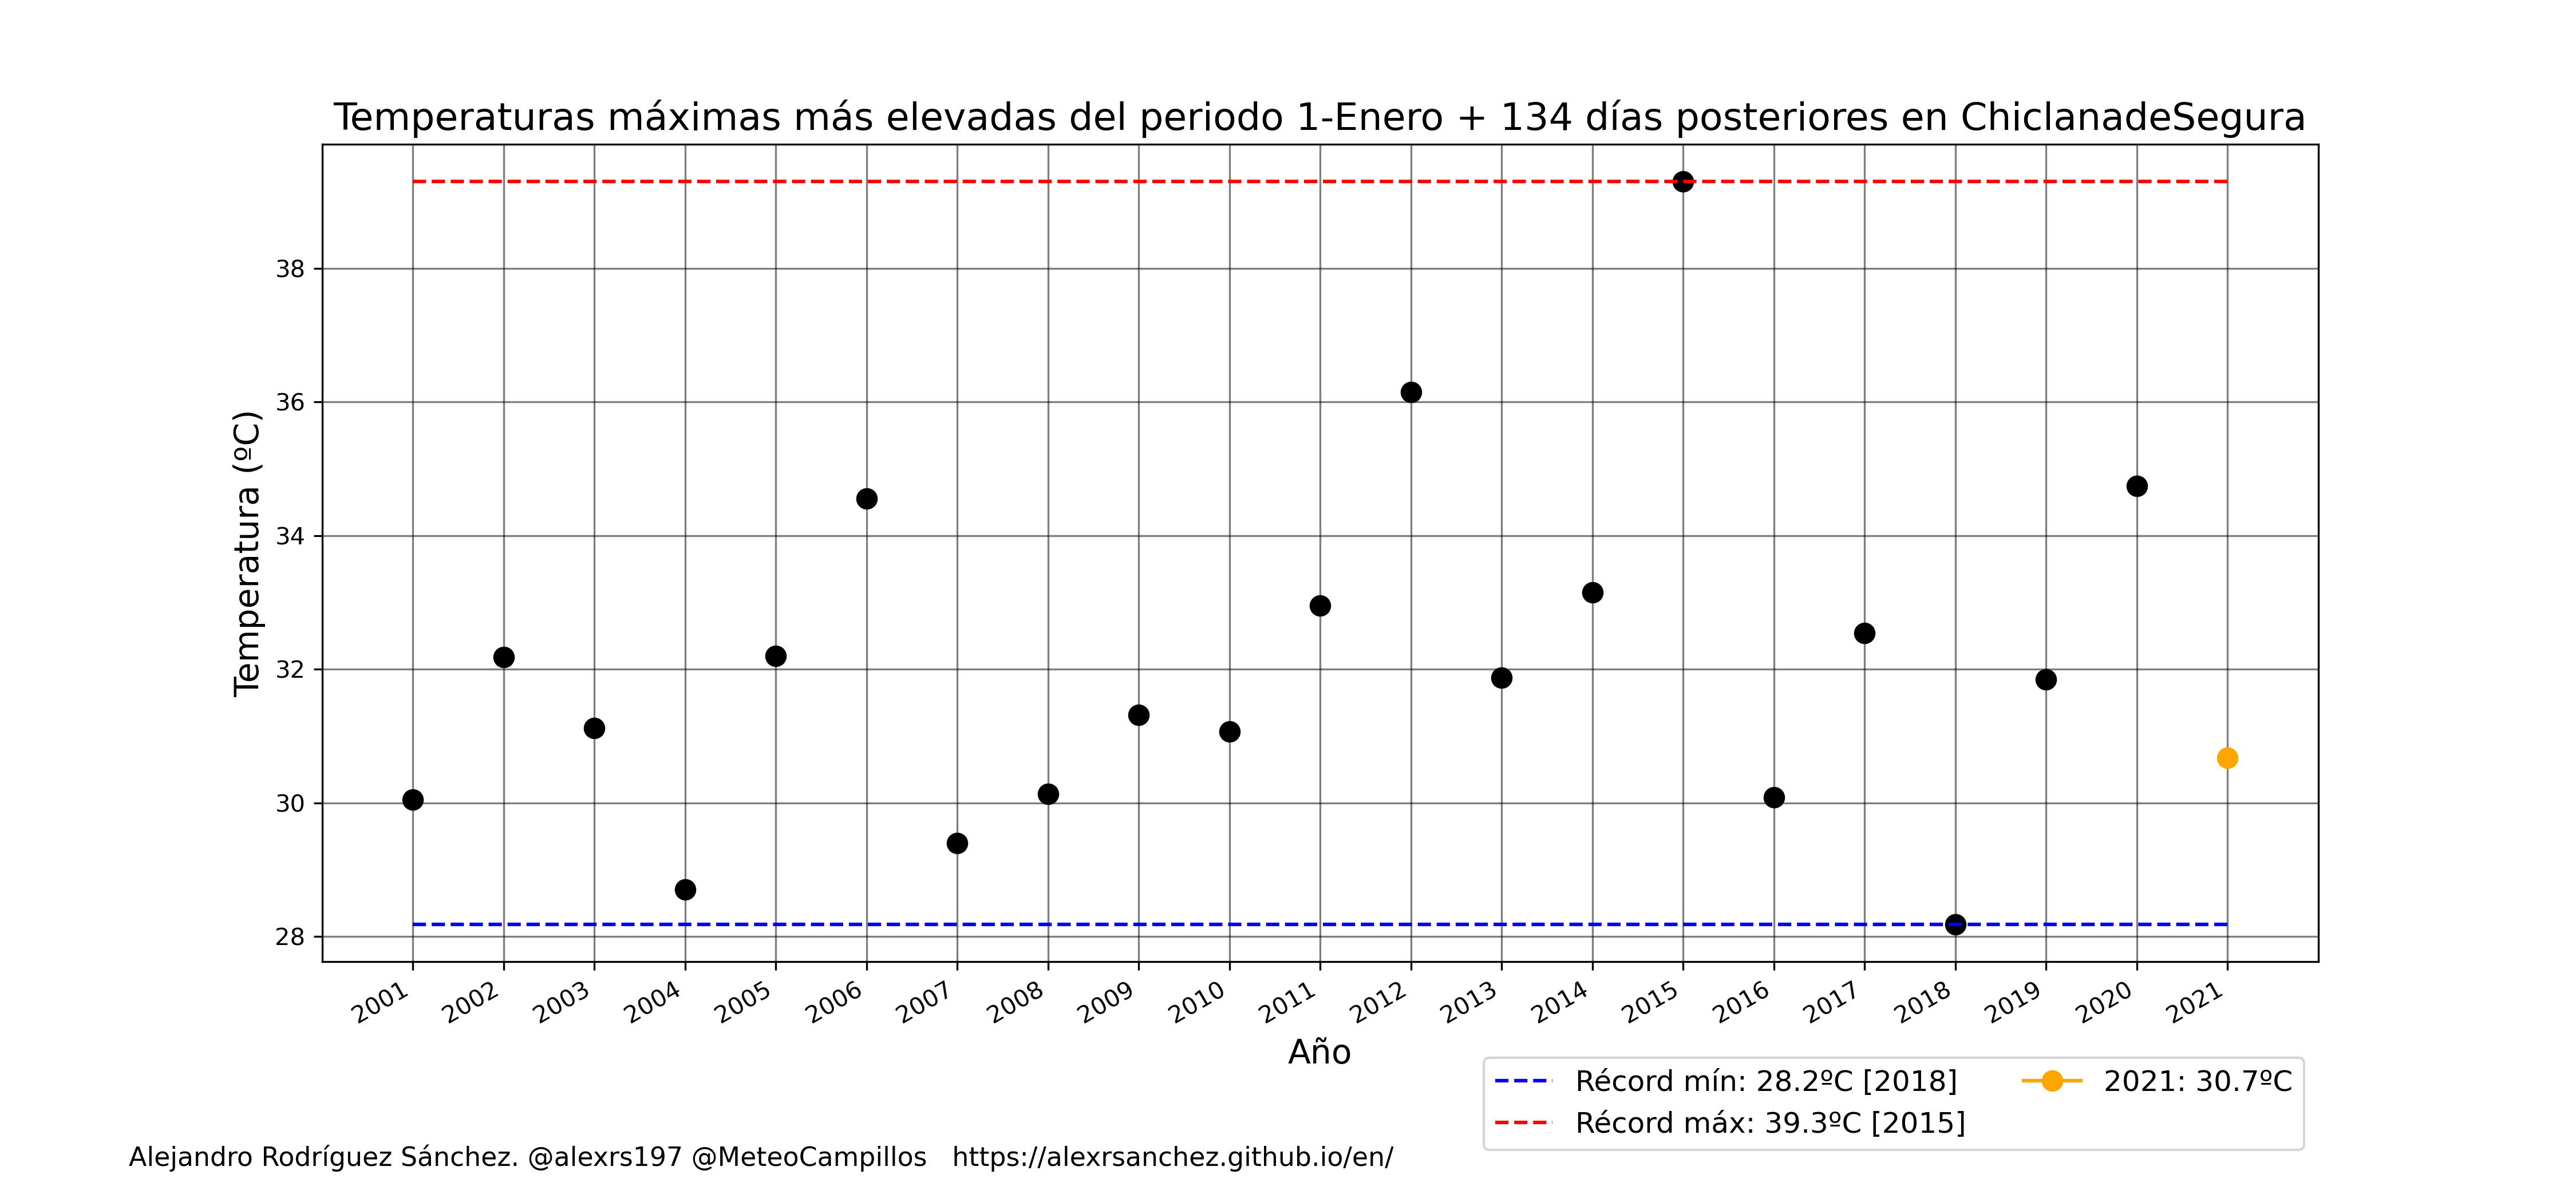 Temperaturas máximas más elevadas del periodo 1-Enero + 134 días posteriores en ChiclanadeSegura
Temperatura (ºC)
38
36
34
32
30
28
2001 2002 2003 2004 2005 2006 2007 2008 2009 2010 2011 2012 2013 2014 2015 2016 2017 2018 2019 2020 2021
Año
Récord mín: 28.2ºC [2018]
Récord máx: 39.3ºC [2015]
2021: 30.7ºC
Alejandro Rodríguez Sánchez. @alexrs197 @MeteoCampillos https://alexrsanchez.github.io/en/